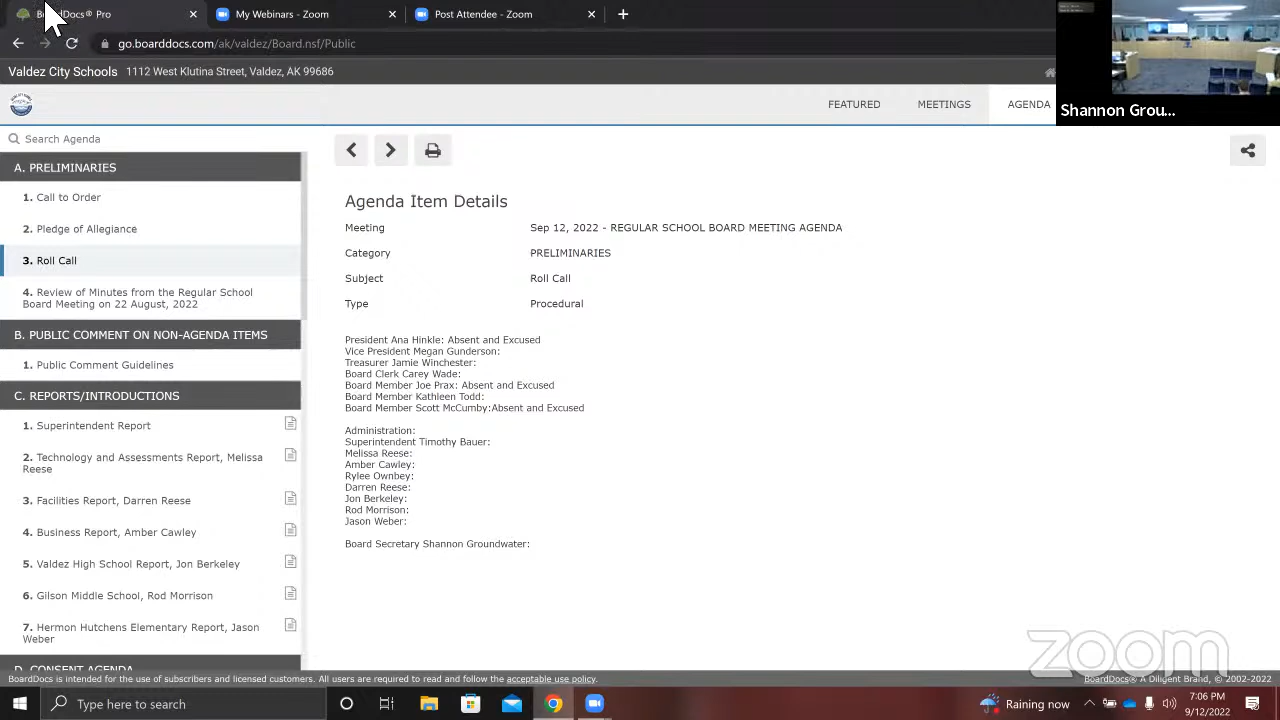 BoardDocs® Pro
My Webinars - Zoom
Post Attendee - Zoom
go.boarddocs.com/ak/valdez/Board.nsf/Public
Valdez City Schools 1112 West Klutina Street, Valdez, AK 99686
Shannon Grou...
FEATURED MEETINGS AGENDA
Search Agenda
A. PRELIMINARIES
1. Call to Order
2. Pledge of Allegiance
3. Roll Call
4. Review of Minutes from the Regular School
Board Meeting on 22 August, 2022
B. PUBLIC COMMENT ON NON-AGENDA ITEMS
1. Public Comment Guidelines
C. REPORTS/INTRODUCTIONS
1. Superintendent Report
2. Technology and Assessments Report, Melissa
Reese
3. Facilities Report, Darren Reese
4. Business Report, Amber Cawley
5. Valdez High School Report, Jon Berkeley
6. Gilson Middle School, Rod Morrison
7. Hermon Hutchens Elementary Report, Jason
Weber
D. CONSENT AGENDA
Agenda Item Details
Meeting Sep 12, 2022 - REGULAR SCHOOL BOARD MEETING AGENDA
Category PRELIMINARIES
Subject Roll Call
Type Procedural
President Ana Hinkle: Absent and Excused
Vice President Megan Gunderson:
Treasurer Jamie Winchester:
Board Clerk Carey Wade:
Board Member Joe Prax: Absent and Excused
Board Member Kathleen Todd:
Board Member Scott McCumby:Absent and Excused
Administration:
Superintendent Timothy Bauer:
Melissa Reese:
Amber Cawley:
Rylee Ownbey:
Darren Reese:
Jon Berkeley:
Rod Morrison:
Jason Weber:
Board Secretary Shannon Groundwater:
zoom
BoardDocs is intended for the use of subscribers and licensed customers. All users are required to read and follow the acceptable use policy.
BoardDocs® A Diligent Brand, © 2002-2022
Type here to search
Raining now
7:06 PM
9/12/2022